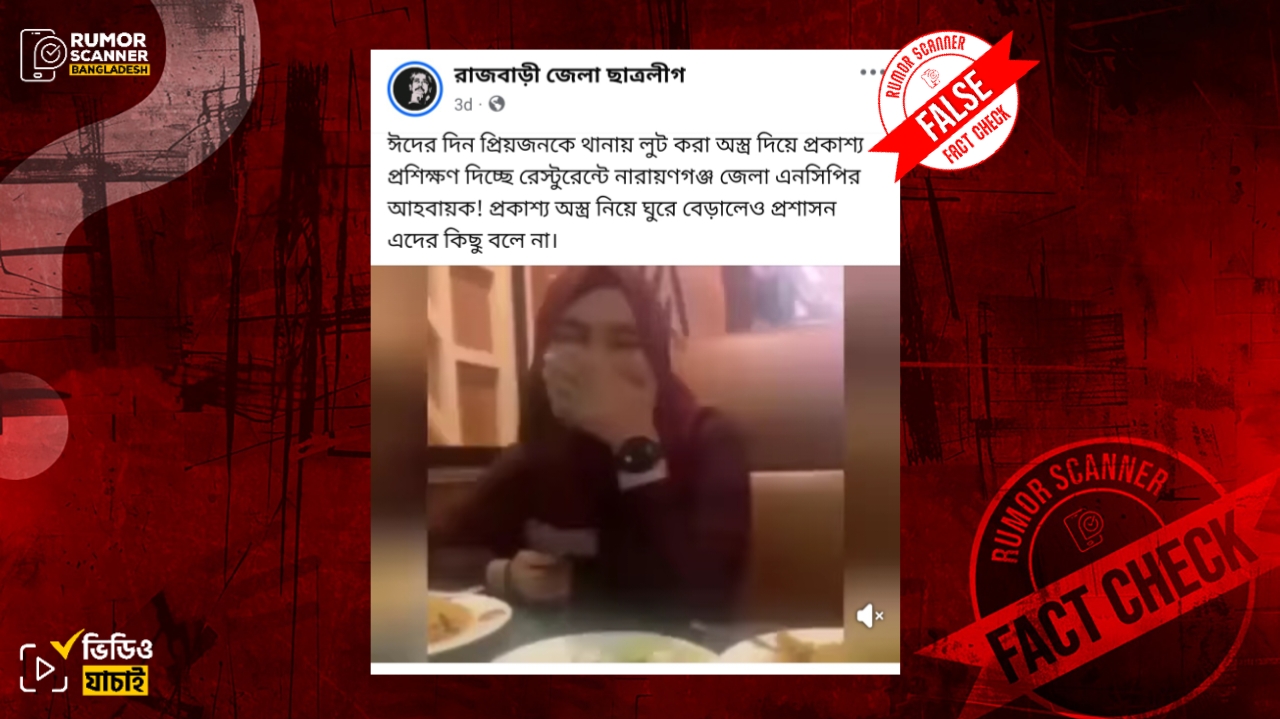 RUMOR
SCANNER
BANGLADESH
রাজবাড়ী জেলা ছাত্রলীগ
3d
ঈদের দিন প্রিয়জনকে থানায় লুট করা অস্ত্র দিয়ে প্রকাশ্য
প্রশিক্ষণ দিচ্ছে রেস্টুরেন্টে নারায়ণগঞ্জ জেলা এনসিপির
আহবায়ক! প্রকাশ্য অস্ত্র নিয়ে ঘুরে বেড়ালেও প্রশাসন
এদের কিছু বলে না।
RUMOR SCANNER
FALSE
FACT CHECK
RUMOR SCANNER
FACT CHECK
ভিডিও
যাচাই